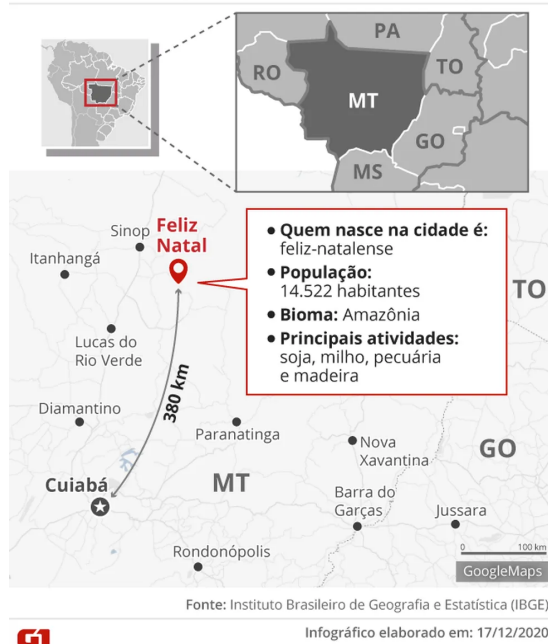 PA
RO
TO
MT
GO
MS
Sinop
Feliz
Natal
Itanhangá
• Quem nasce na cidade é:
feliz-natalense
• População:
14.522 habitantes
• Bioma: Amazônia
• Principais atividades:
soja, milho, pecuária
e madeira
TO
Lucas do
Rio Verde
380 km
Diamantino
Paranatinga
Nova
Xavantina
GO
Cuiabá
MT
Barra do
Garças
Jussara
Rondonópolis
0 100 km
GoogleMaps
Fonte: Instituto Brasileiro de Geografia e Estatística (IBGE)
Infográfico elaborado em: 17/12/2020
G1